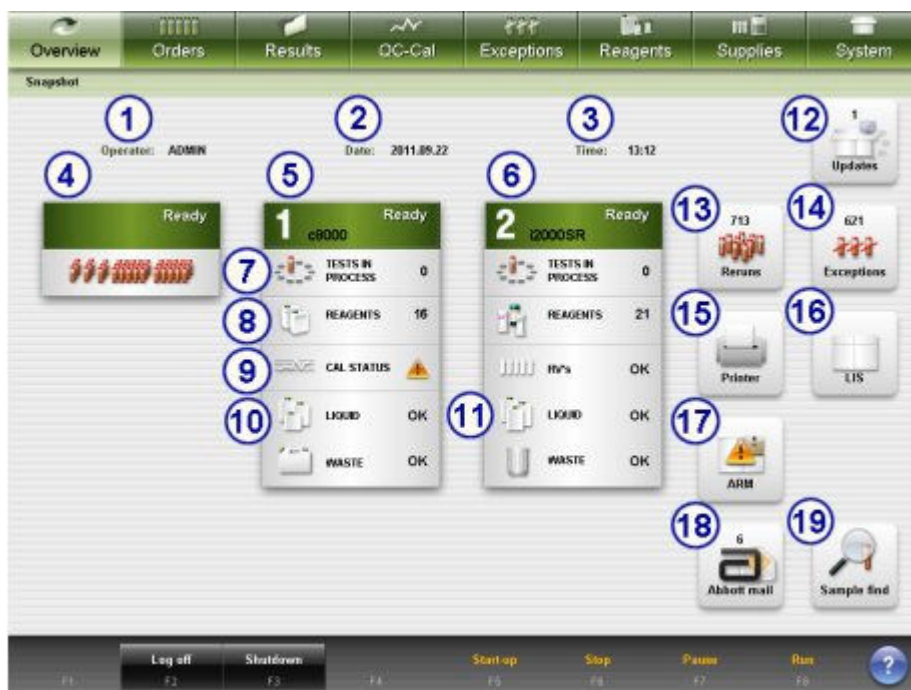 Overview Orders Results QC-Cal Exceptions Reagents Supplies System
Snapshot
1 2 3 12
Operator: ADMIN Date: 2011.09.22 Time: 13:12
1
Updates
4 5 6
Ready
1 Ready
c8000
2 Ready
i2000SR
7 TESTS IN PROCESS 0
TESTS IN PROCESS 0
8 REAGENTS 16
REAGENTS 21
9 CAL STATUS
RV's OK
10 LIQUID OK
11 LIQUID OK
WASTE OK
WASTE OK
13 14
713 621
Reruns Exceptions
15 16
Printer LIS
17
ARM
18 19
6
Abbott mail Sample find
Log off Shutdown Start-up Stop Pause Run
F1 F2 F3 F4 F5 F6 F7 F8 ?